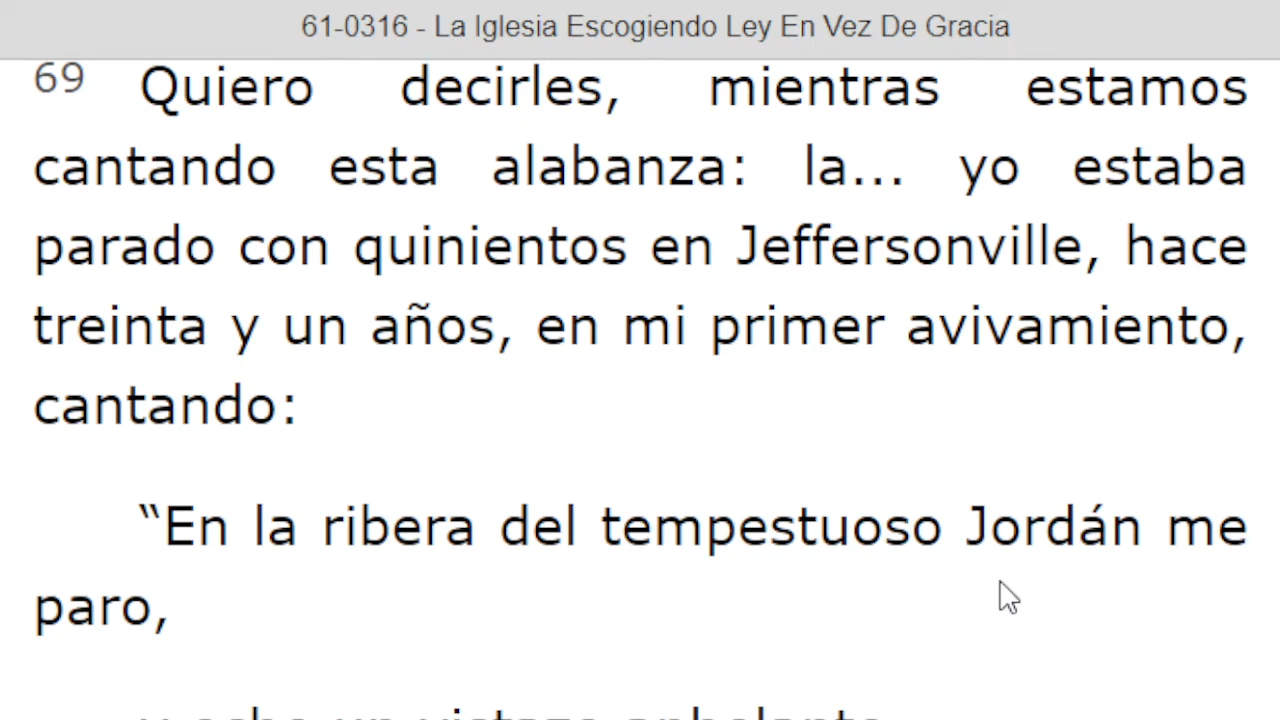 61-0316 - La Iglesia Escogiendo Ley En Vez De Gracia
69 Quiero decirles, mientras estamos
cantando esta alabanza: la... yo estaba
parado con quinientos en Jeffersonville, hace
treinta y un años, en mi primer avivamiento,
cantando:
“En la ribera del tempestuoso Jordán me
paro,